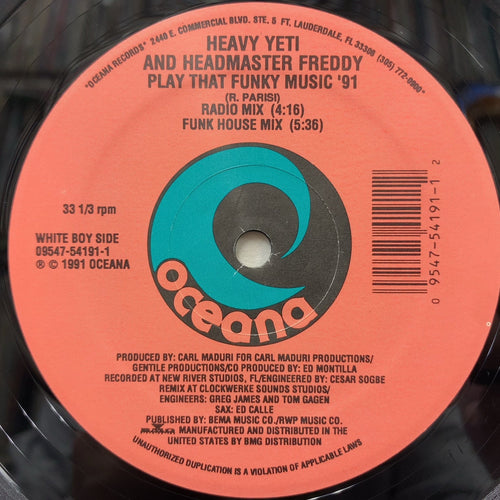 "OCEANA RECORDS" 2440 E. COMMERCIAL BLVD. STE. 5 FT. LAUDERDALE, FL 33308 (305) 772-0900"
HEAVY YETI
AND HEADMASTER FREDDY
PLAY THAT FUNKY MUSIC '91
(R. PARISI)
RADIO MIX (4:16)
FUNK HOUSE MIX (5:36)
33 1/3 rpm
WHITE BOY SIDE
09547-54191-1
℗ © 1991 OCEANA
0 9547-54191-1 2
oceana
PRODUCED BY: CARL MADURI FOR CARL MADURI PRODUCTIONS/
GENTILE PRODUCTIONS/CO PRODUCED BY: ED MONTILLA
RECORDED AT NEW RIVER STUDIOS, FL/ENGINEERED BY: CESAR SOGBE
REMIX AT CLOCKWERKE SOUNDS STUDIOS/
ENGINEERS: GREG JAMES AND TOM GAGEN
SAX: ED CALLE
PUBLISHED BY: BEMA MUSIC CO./RWP MUSIC CO.
MANUFACTURED AND DISTRIBUTED IN THE
UNITED STATES BY BMG DISTRIBUTION
UNAUTHORIZED DUPLICATION IS A VIOLATION OF APPLICABLE LAWS